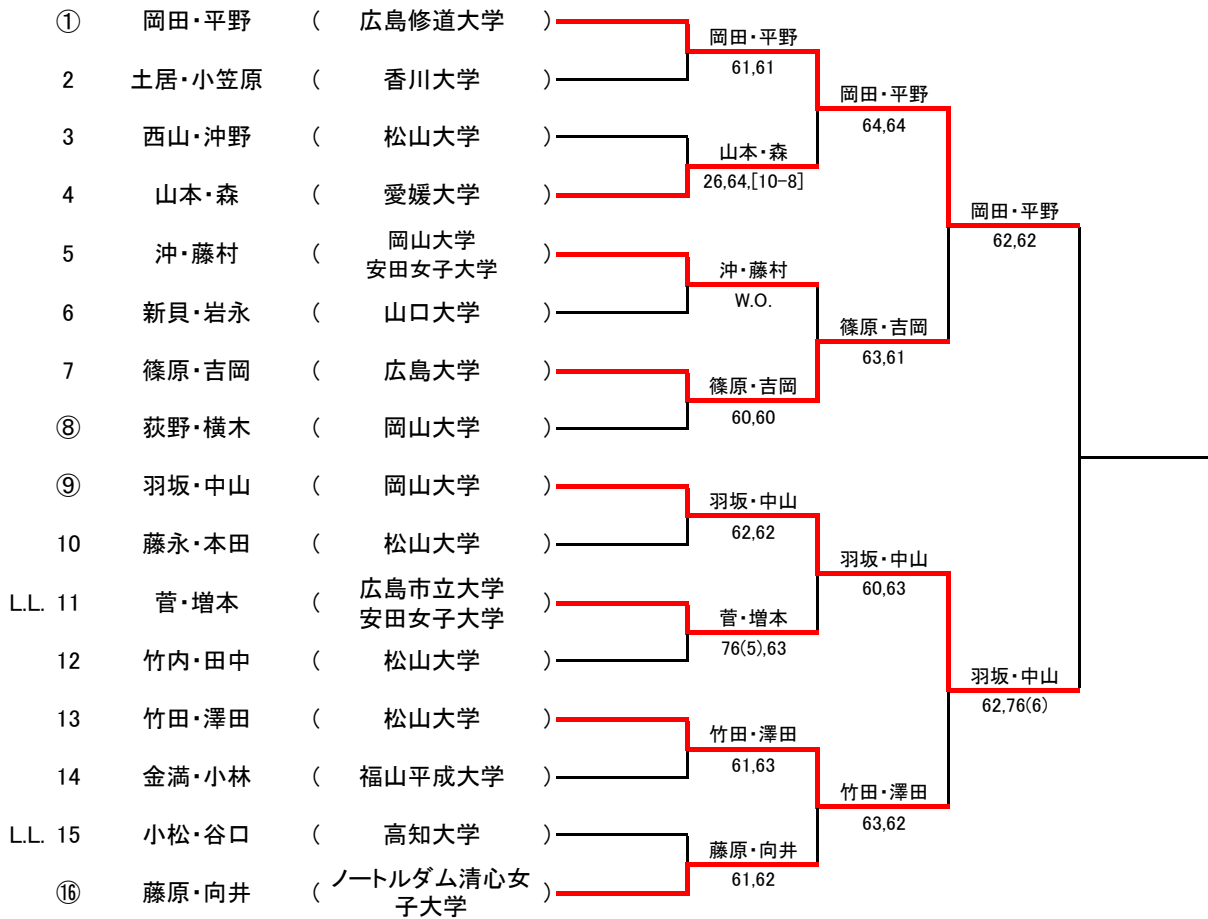 ① 岡田・平野 ( 広島修道大学 )
岡田・平野
61,61
2 土居・小笠原 ( 香川大学 )
岡田・平野
64,64
3 西山・沖野 ( 松山大学 )
山本・森
26,64,[10-8]
4 山本・森 ( 愛媛大学 )
岡田・平野
62,62
5 沖・藤村 ( 岡山大学
安田女子大学 )
沖・藤村
W.O.
6 新貝・岩永 ( 山口大学 )
篠原・吉岡
63,61
7 篠原・吉岡 ( 広島大学 )
篠原・吉岡
60,60
⑧ 荻野・横木 ( 岡山大学 )
⑨ 羽坂・中山 ( 岡山大学 )
羽坂・中山
62,62
10 藤永・本田 ( 松山大学 )
羽坂・中山
60,63
L.L. 11 菅・増本 ( 広島市立大学
安田女子大学 )
菅・増本
76(5),63
12 竹内・田中 ( 松山大学 )
羽坂・中山
62,76(6)
13 竹田・澤田 ( 松山大学 )
竹田・澤田
61,63
14 金満・小林 ( 福山平成大学 )
竹田・澤田
63,62
L.L. 15 小松・谷口 ( 高知大学 )
藤原・向井
61,62
⑯ 藤原・向井 ( ノートルダム清心女
子大学 )